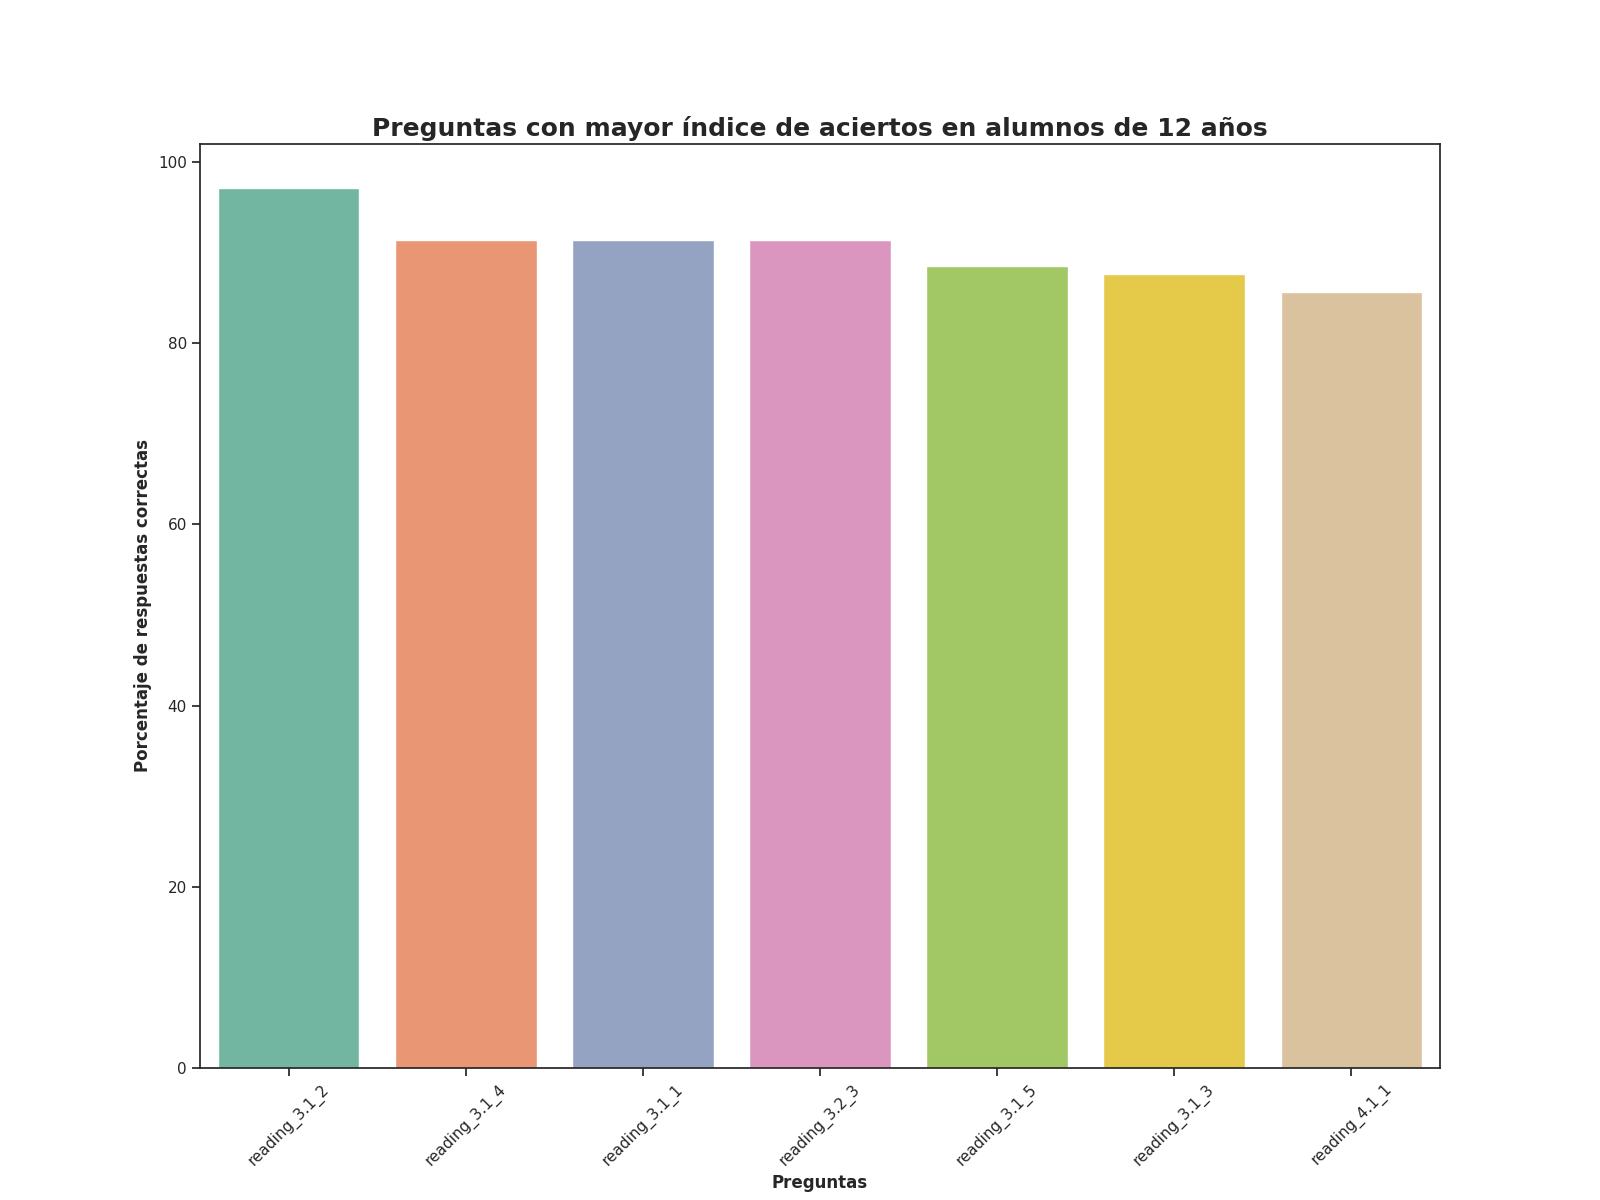 Preguntas con mayor índice de aciertos en alumnos de 12 años
Porcentaje de respuestas correctas
100
80
60
40
20
0
reading_3.1_2
reading_3.1_4
reading_3.1_1
reading_3.2_3
reading_3.1_5
reading_3.1_3
reading_4.1_1
Preguntas